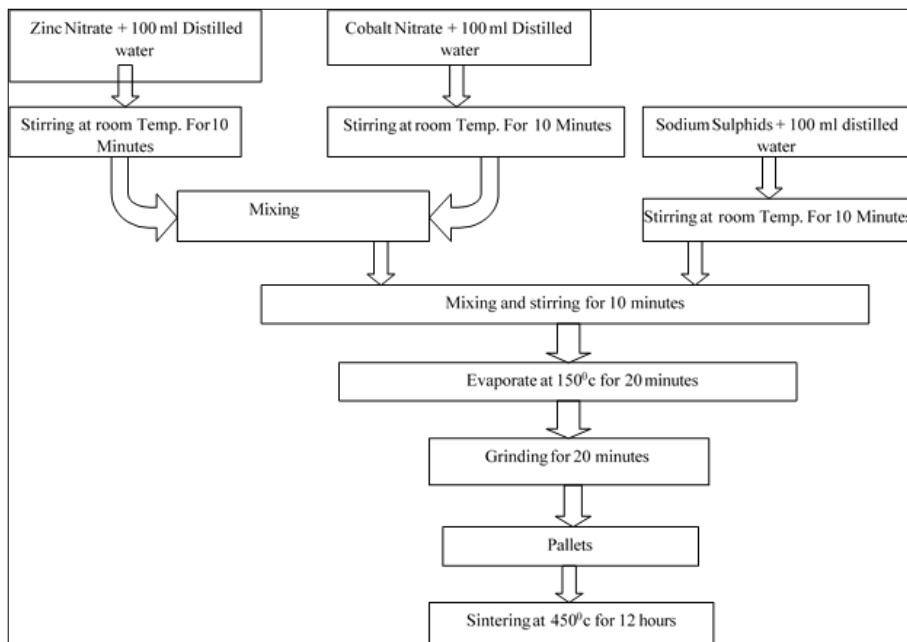 Zinc Nitrate + 100 ml Distilled
water
Cobalt Nitrate + 100 ml Distilled
water
Stirring at room Temp. For 10
Minutes
Stirring at room Temp. For 10 Minutes
Sodium Sulphids + 100 ml distilled
water
Mixing
Stirring at room Temp. For 10 Minutes
Mixing and stirring for 10 minutes
Evaporate at 150⁰c for 20 minutes
Grinding for 20 minutes
Pallets
Sintering at 450⁰c for 12 hours